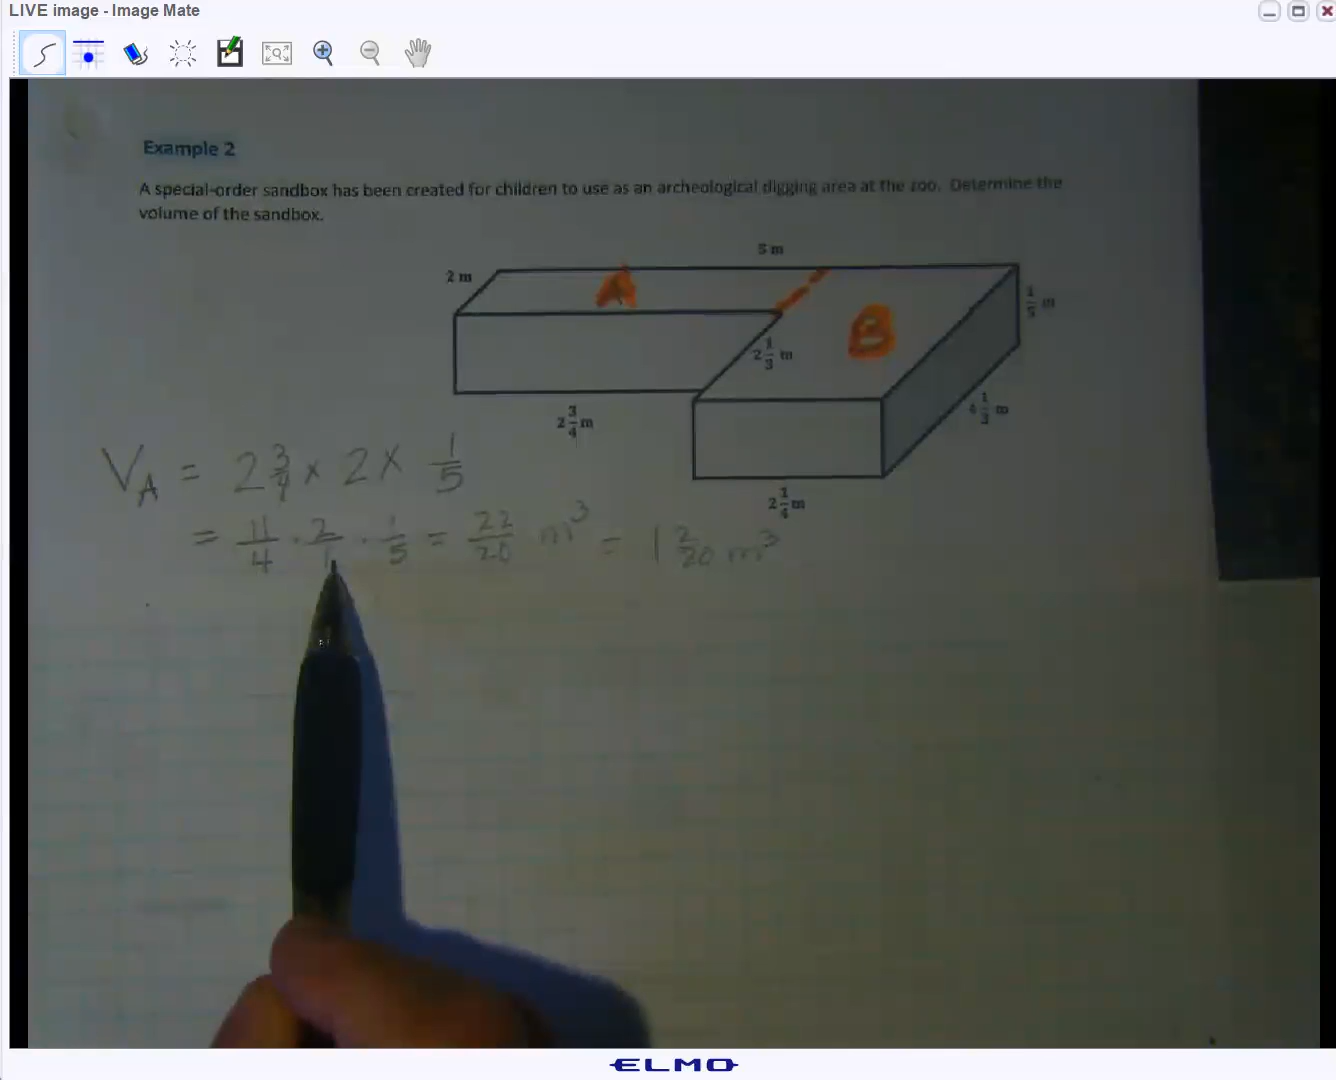 LIVE image - Image Mate
Example 2
A special-order sandbox has been created for children to use as an archeological digging area at the zoo. Determine the
volume of the sandbox.
5 m
2 m
A
1/5 m
B
2 1/3 m
4 1/3 m
2 3/4 m
V_A = 2 3/4 × 2 × 1/5
2 1/4 m
= 11/4 · 2/1 · 1/5 = 22/20 m³ = 1 2/20 m³
ELMO